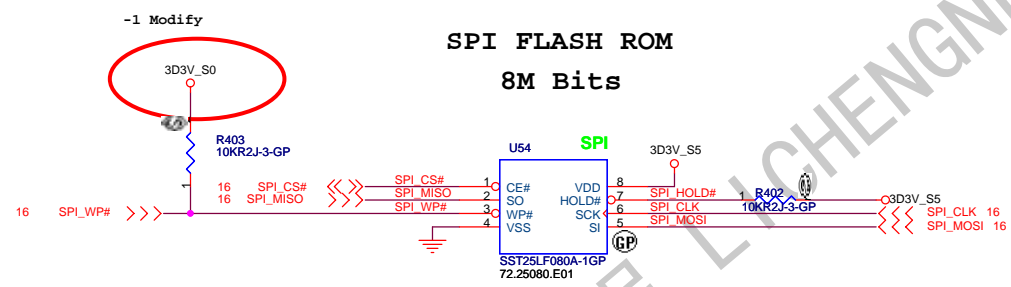 -1 Modify
SPI FLASH ROM
8M Bits
3D3V_S0
R403
10KR2J-3-GP
1
U54
SPI
3D3V_S5
16 SPI_CS#
16 SPI_MISO
16 SPI_WP#
SPI_CS#
SPI_MISO
SPI_WP#
1 CE#
2 SO
3 WP#
4 VSS
VDD 8
HOLD# 7
SCK 6
SI 5
SPI_HOLD#
SPI_CLK
SPI_MOSI
1
R402
10KR2J-3-GP
3D3V_S5
SPI_CLK 16
SPI_MOSI 16
GP
SST25LF080A-1GP
72.25080.E01
LICHENGN